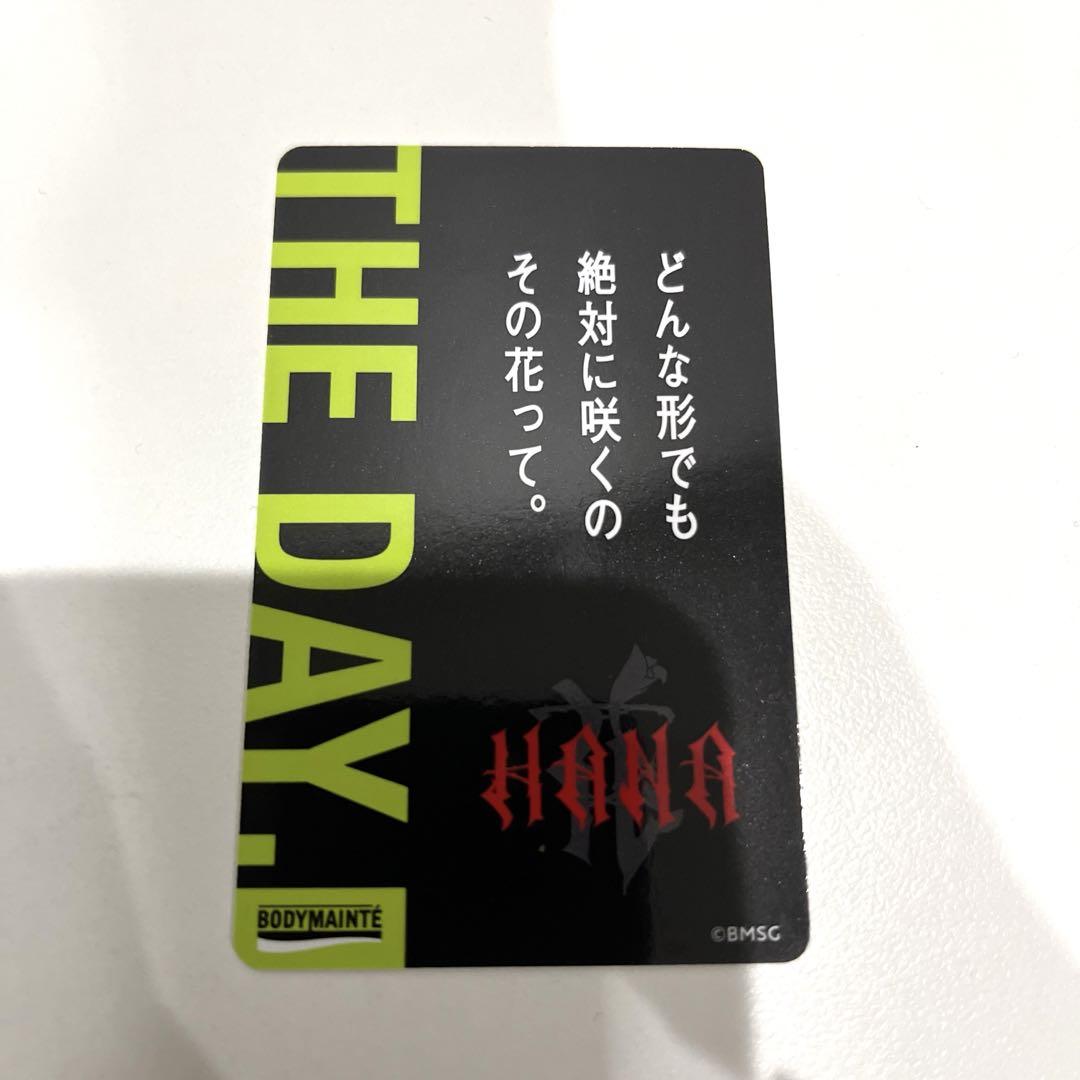 THE DAY.
どんな形でも
絶対に咲くの
その花って。
HANA
BODYMAINTÉ
©BMSG